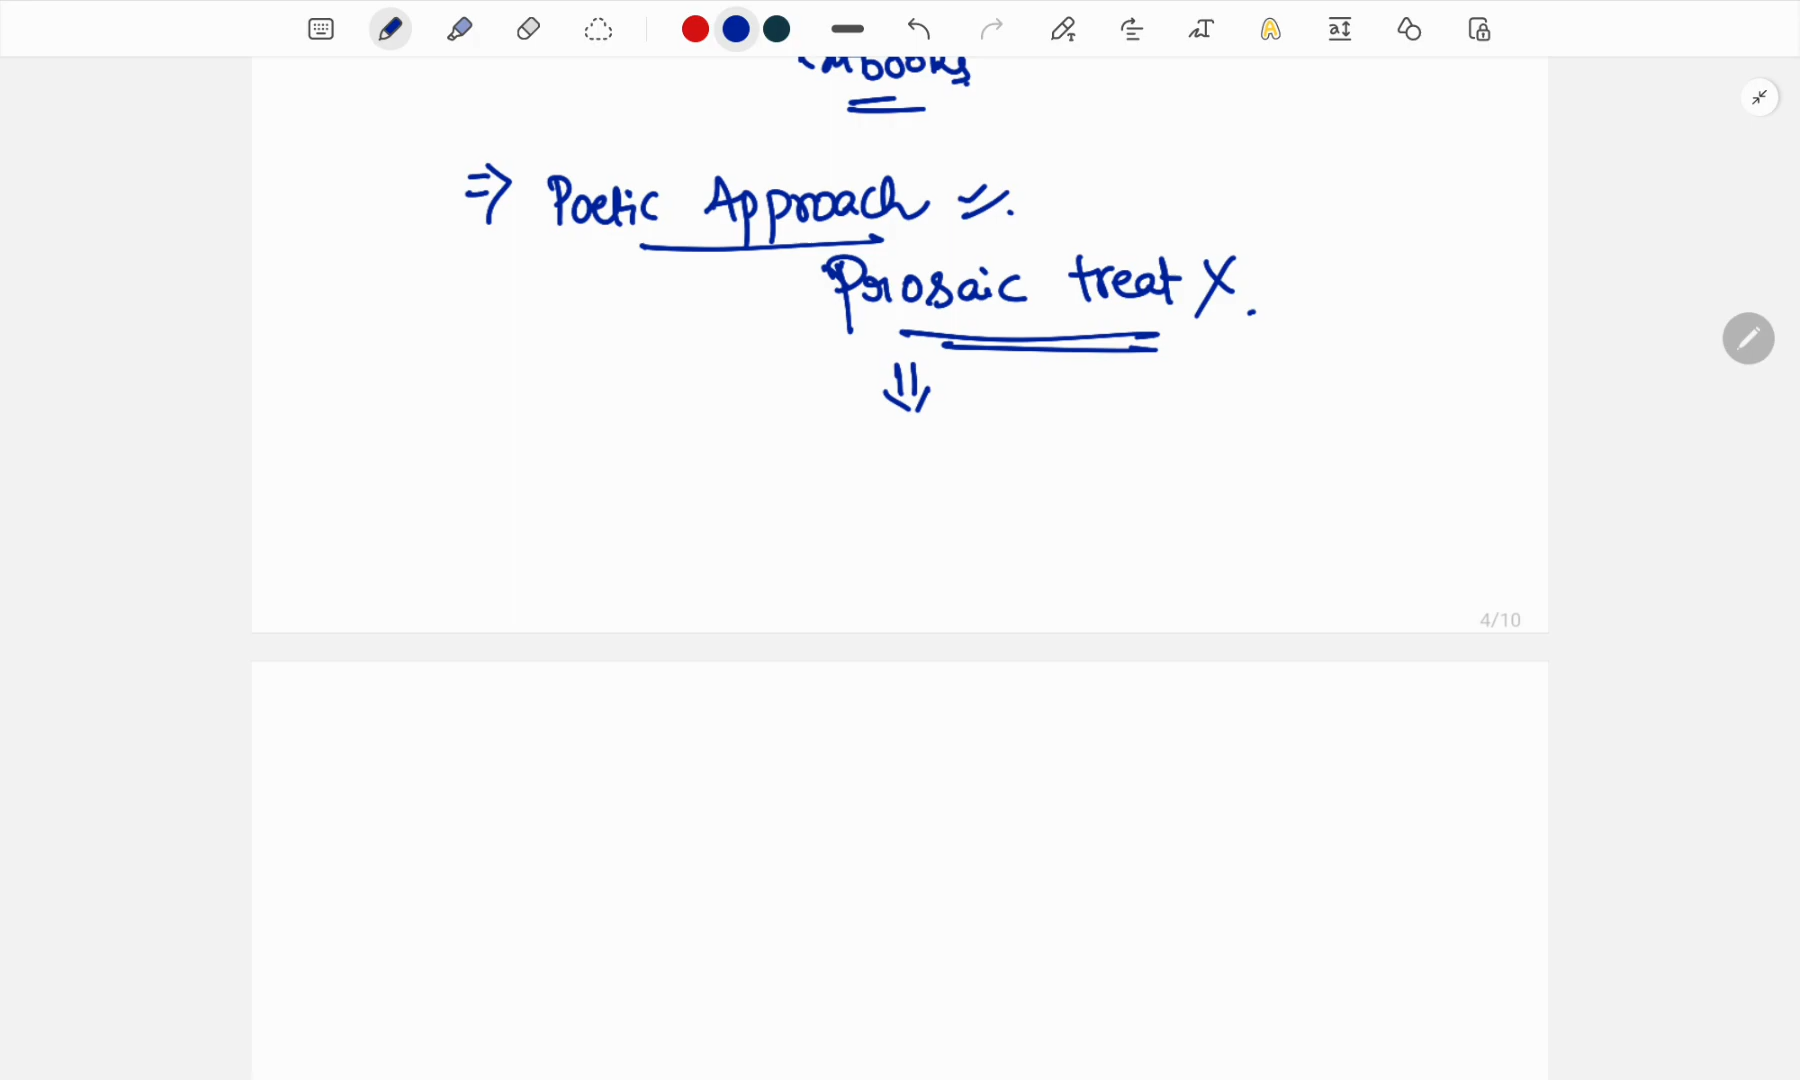 ⇒ Poetic Approach
Prosaic treat X.
⇓
4/10